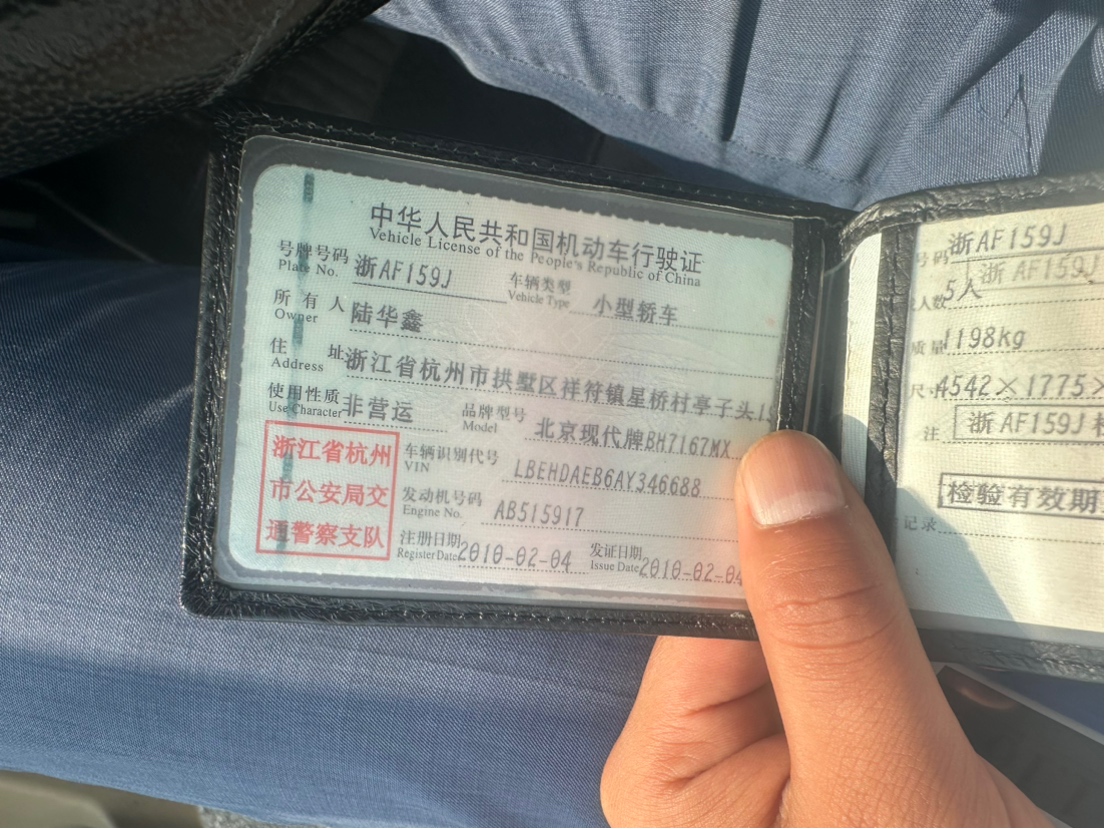 中华人民共和国机动车行驶证
Vehicle License of the People's Republic of China
号牌号码 浙AF159J 车辆类型 小型轿车
Plate No. Vehicle Type
所有人 陆华鑫
Owner
住址 浙江省杭州市拱墅区祥符镇星桥村亭子头
Address
使用性质 非营运 品牌型号 北京现代牌BH7167MX
Use Character Model
浙江省杭州
市公安局交
通警察支队
车辆识别代号 LBEHDAEB6AY346688
VIN
发动机号码 AB515917
Engine No.
注册日期 2010-02-04 发证日期 2010-02-04
Register Date Issue Date
号码 浙AF159J
浙AF159J
人数 5人
质量 1198kg
尺寸 4542×1775×
注 浙AF159J
检验有效期
记录